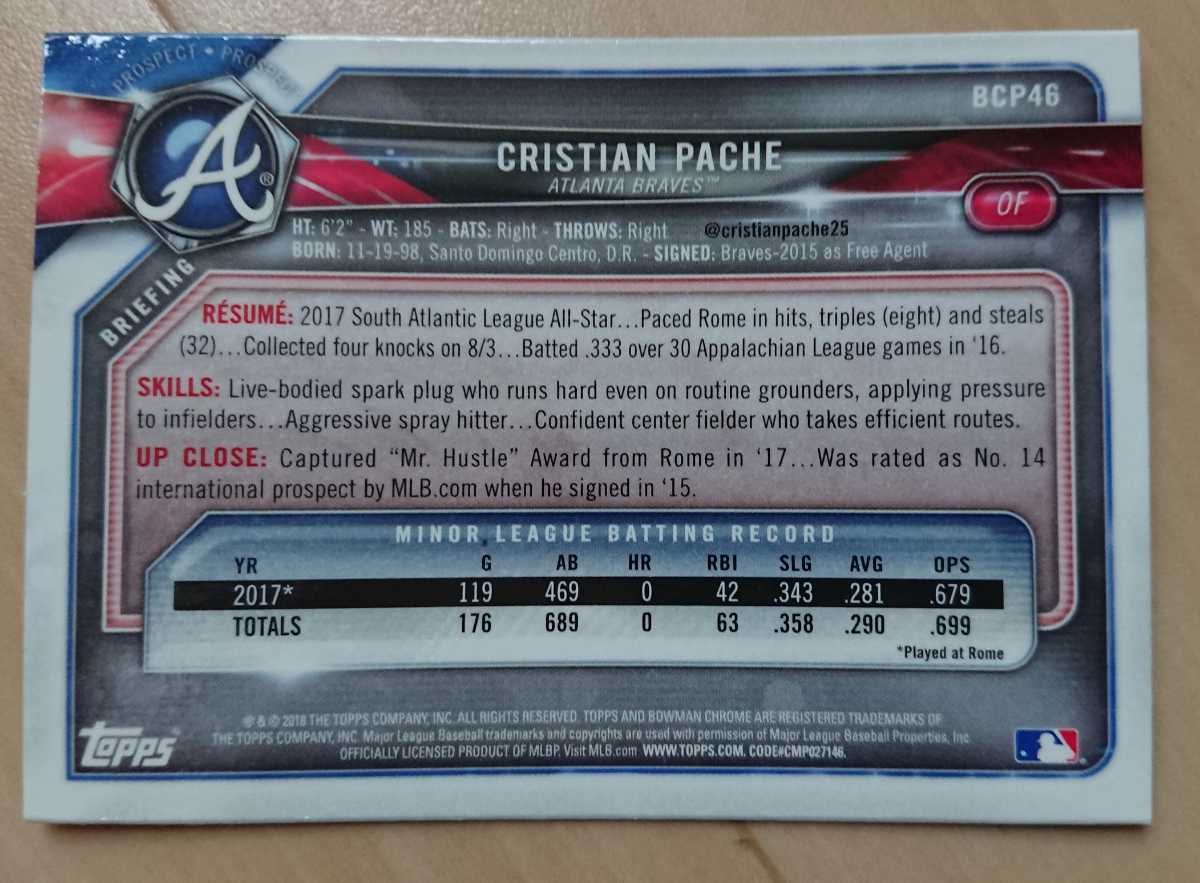 PROSPECT • PROSPECT
A®
BCP46
CRISTIAN PACHE
ATLANTA BRAVES™
OF
HT: 6'2" - WT: 185 - BATS: Right - THROWS: Right @cristianpache25
BORN: 11-19-98, Santo Domingo Centro, D.R. - SIGNED: Braves-2015 as Free Agent
BRIEFING
RÉSUMÉ: 2017 South Atlantic League All-Star...Paced Rome in hits, triples (eight) and steals
(32)...Collected four knocks on 8/3...Batted .333 over 30 Appalachian League games in '16.
SKILLS: Live-bodied spark plug who runs hard even on routine grounders, applying pressure
to infielders...Aggressive spray hitter...Confident center fielder who takes efficient routes.
UP CLOSE: Captured "Mr. Hustle" Award from Rome in '17...Was rated as No. 14
international prospect by MLB.com when he signed in '15.
MINOR LEAGUE BATTING RECORD
YR G AB HR RBI SLG AVG OPS
2017* 119 469 0 42 .343 .281 .679
TOTALS 176 689 0 63 .358 .290 .699
*Played at Rome
® & © 2018 THE TOPPS COMPANY, INC. ALL RIGHTS RESERVED. TOPPS AND BOWMAN CHROME ARE REGISTERED TRADEMARKS OF
THE TOPPS COMPANY, INC. Major League Baseball trademarks and copyrights are used with permission of Major League Baseball Properties, Inc.
OFFICIALLY LICENSED PRODUCT OF MLBP. Visit MLB.com WWW.TOPPS.COM. CODE#CMP027146.
topps